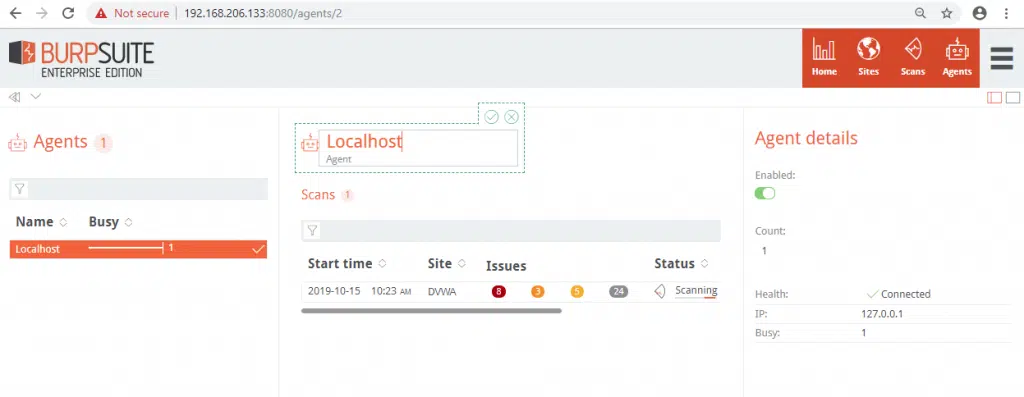 Not secure | 192.168.206.133:8080/agents/2
BURPSUITE
ENTERPRISE EDITION
Home Sites Scans Agents
Agents 1
Name Busy
Localhost 1
Localhost
Agent
Scans 1
Start time Site Issues Status
2019-10-15 10:23 AM DVWA 8 3 5 24 Scanning
Agent details
Enabled:
Count:
1
Health: Connected
IP: 127.0.0.1
Busy: 1